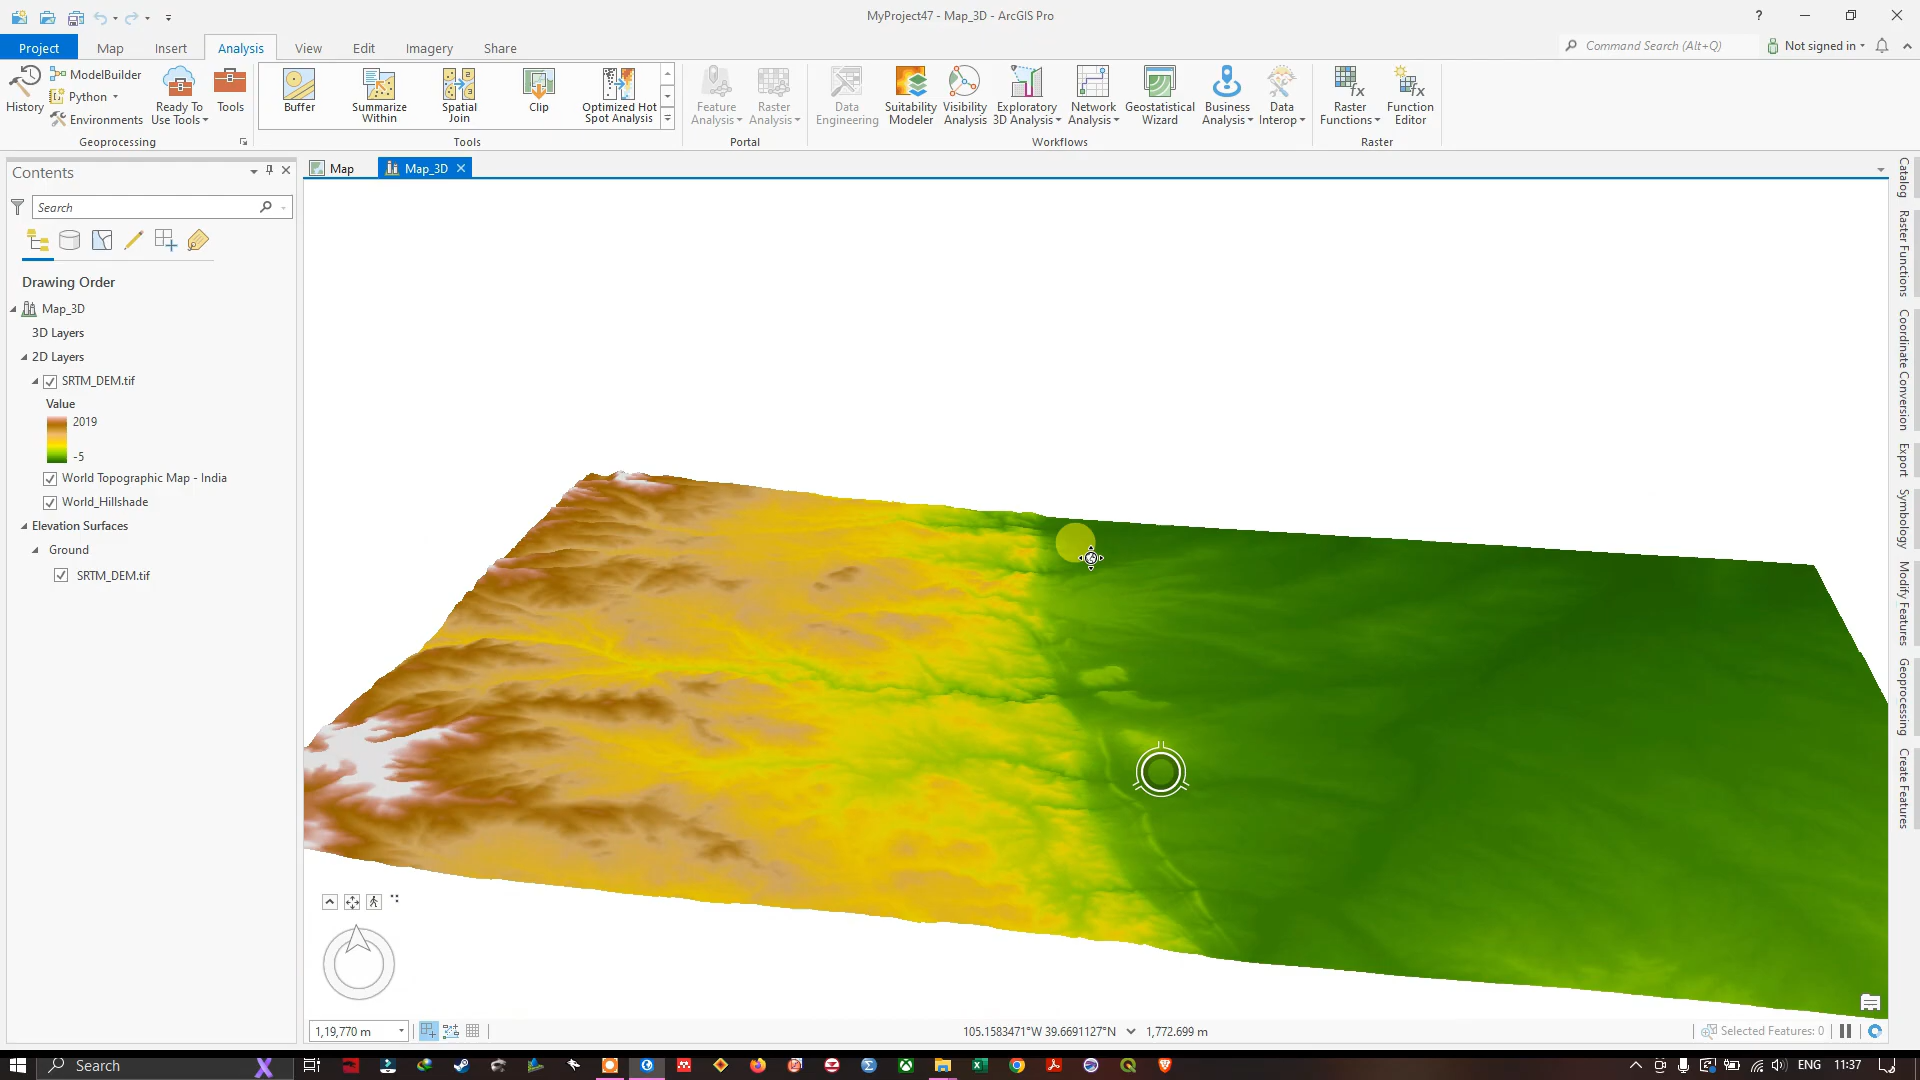 MyProject47 - Map_3D - ArcGIS Pro
?
Project
Map
Insert
Analysis
View
Edit
Imagery
Share
Command Search (Alt+Q)
Not signed in
History
ModelBuilder
Python
Environments
Ready To
Use Tools
Tools
Geoprocessing
Buffer
Summarize
Within
Spatial
Join
Clip
Optimized Hot
Spot Analysis
Tools
Feature
Analysis
Raster
Analysis
Portal
Data
Engineering
Suitability
Modeler
Visibility
Analysis
Exploratory
3D Analysis
Network
Analysis
Geostatistical
Wizard
Business
Analysis
Data
Interop
Workflows
Raster
Functions
Function
Editor
Raster
Contents
Search
Drawing Order
Map_3D
3D Layers
2D Layers
SRTM_DEM.tif
Value
2019
-5
World Topographic Map - India
World_Hillshade
Elevation Surfaces
Ground
SRTM_DEM.tif
Map
Map_3D
Catalog
Raster Functions
Coordinate Conversion
Export
Symbology
Modify Features
Geoprocessing
Create Features
1,19,770 m
105.1583471°W 39.6691127°N
1,772.699 m
Selected Features: 0
Search
ENG
11:37